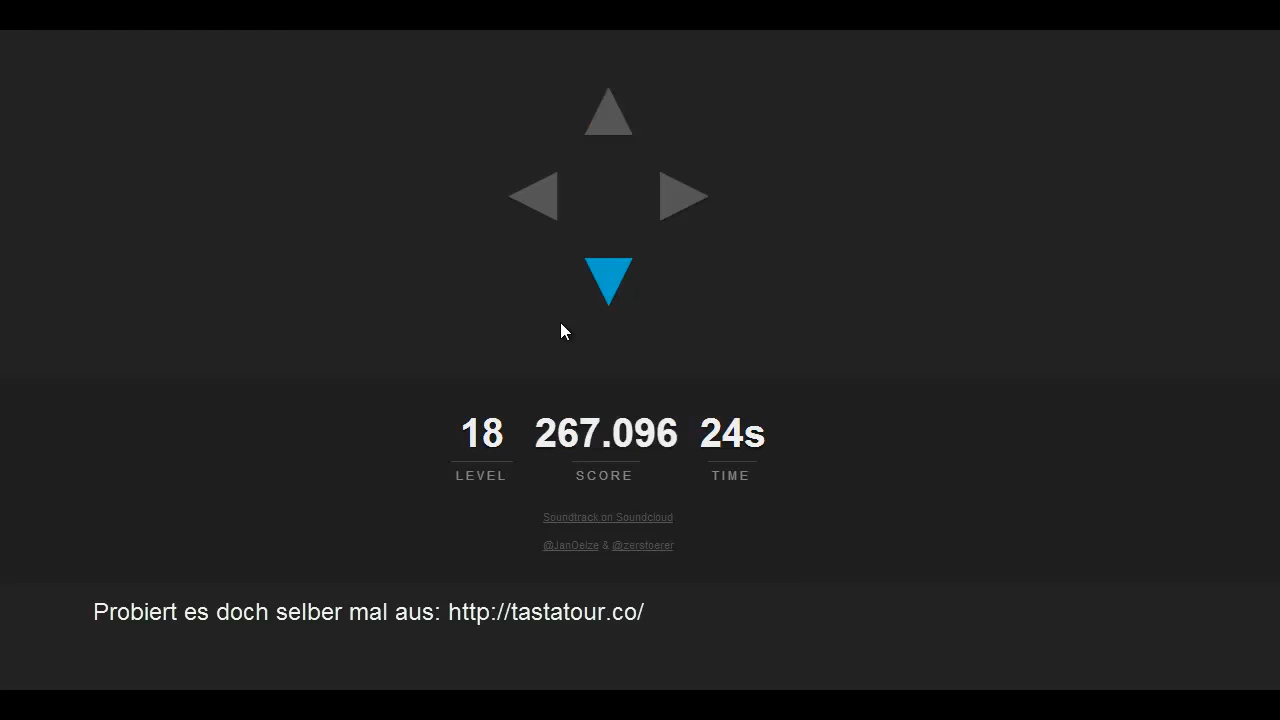 18 267.096 24s
LEVEL SCORE TIME
Soundtrack on Soundcloud
@JanOelze & @zerstoerer
Probiert es doch selber mal aus: http://tastatour.co/